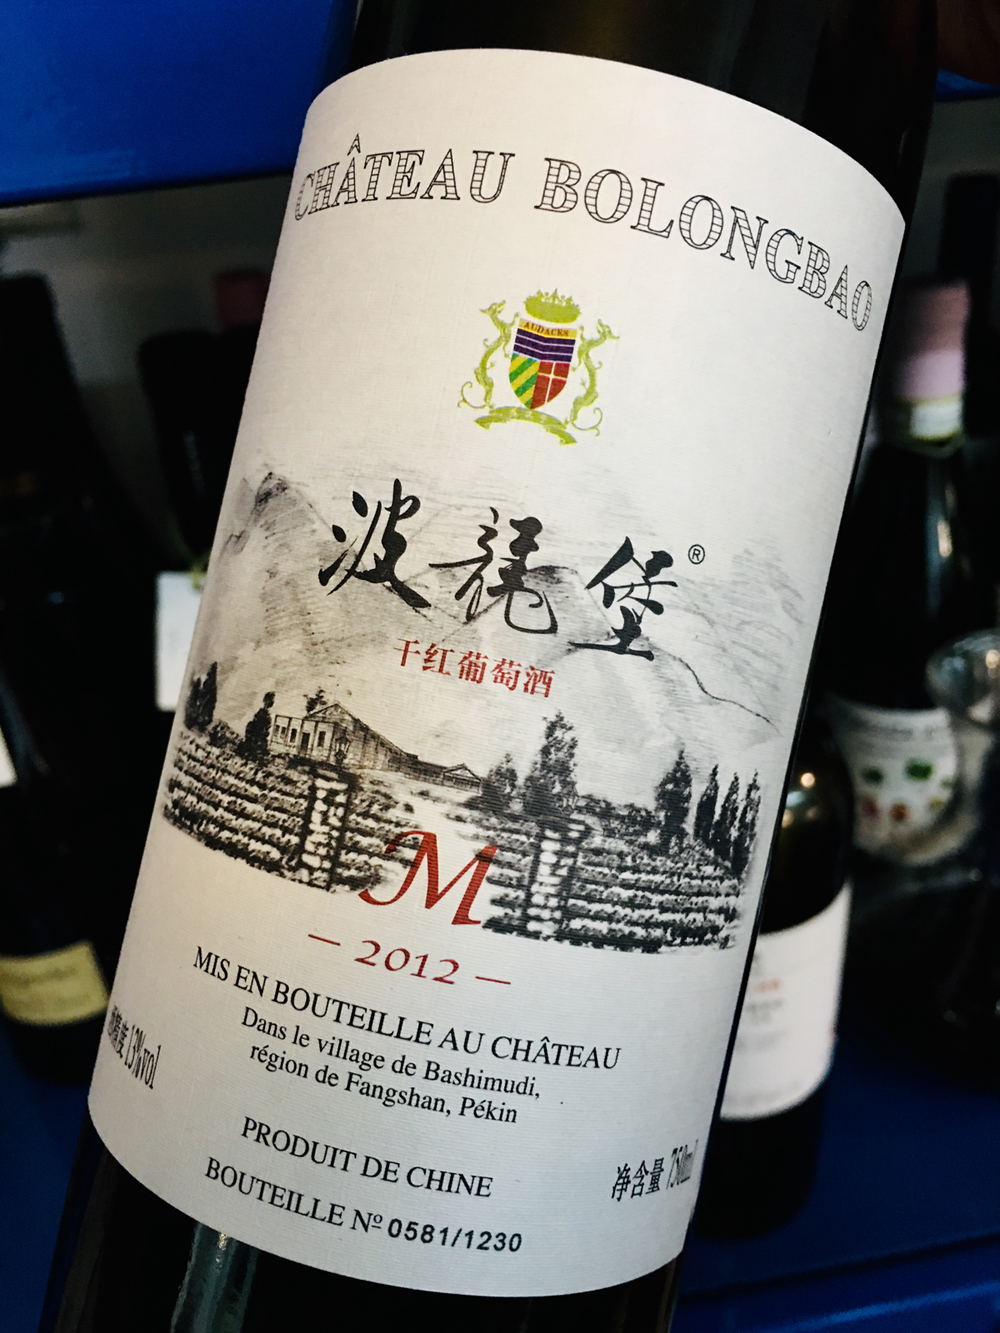 CHÂTEAU BOLONGBAO
AUDACES
波龍堡®
干红葡萄酒
M
— 2012 —
MIS EN BOUTEILLE AU CHÂTEAU
Dans le village de Bashimudi,
région de Fangshan, Pékin
酒精度 13%vol
PRODUIT DE CHINE
净含量 750ml
BOUTEILLE Nº 0581/1230